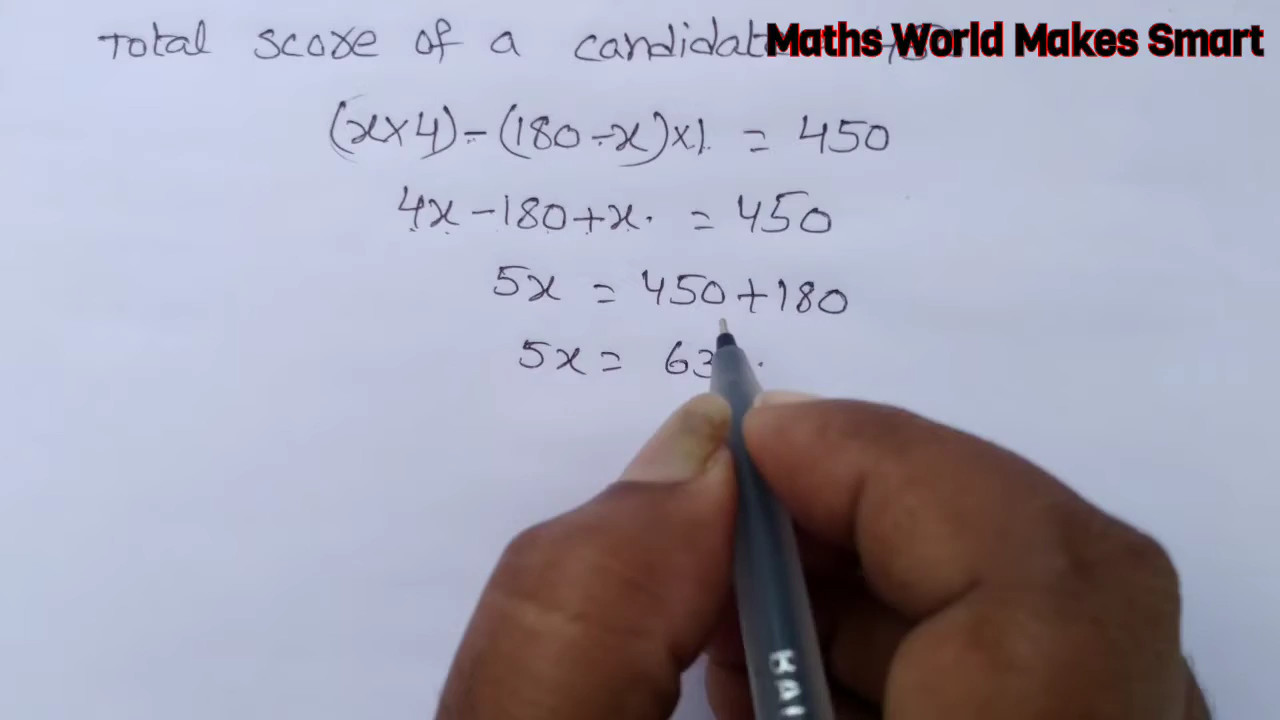 Total score of a
Maths World Makes Smart
(x×4)-(180-x)×1 = 450
4x-180+x. = 450
5x = 450+180
5x = 63